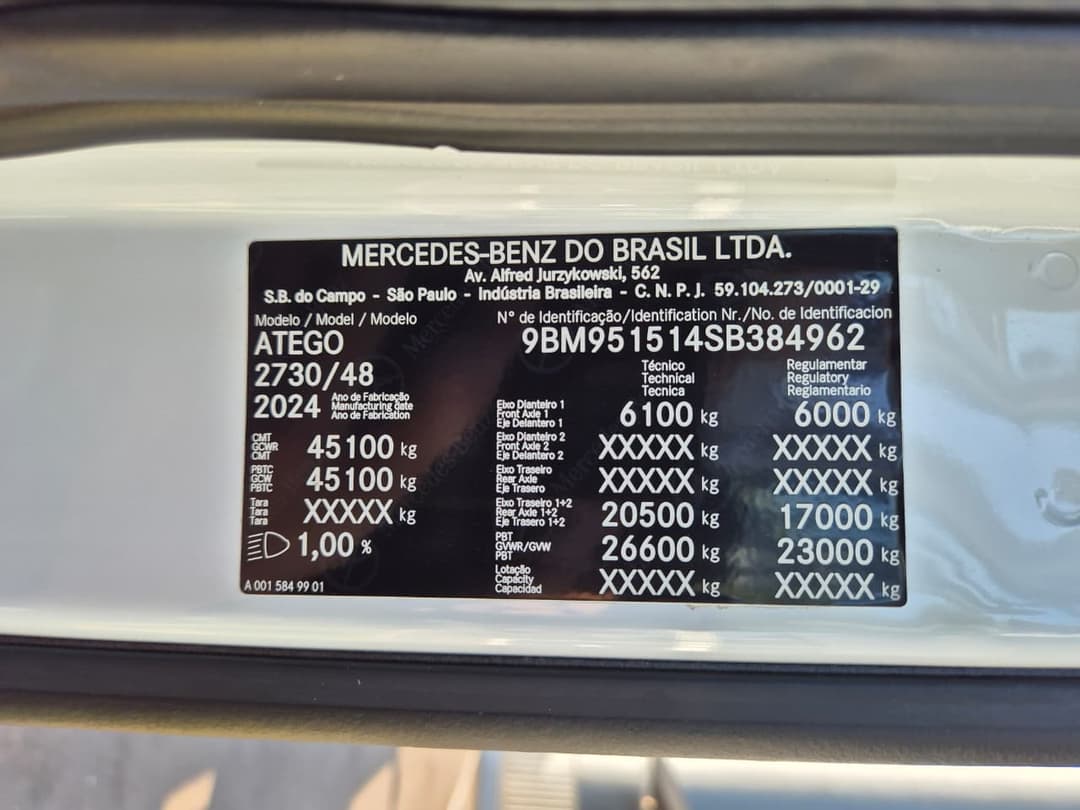 MERCEDES-BENZ DO BRASIL LTDA.
Av. Alfred Jurzykowski, 562
S.B. do Campo - São Paulo - Indústria Brasileira - C. N. P. J. 59.104.273/0001-29
Modelo / Model / Modelo
N° de Identificação/Identification Nr./No. de Identificacion
ATEGO
9BM951514SB384962
2730/48
Técnico
Technical
Tecnica
Regulamentar
Regulatory
Reglamentario
2024
Ano de Fabricação
Manufacturing date
Ano de Fabrication
Eixo Dianteiro 1
Front Axle 1
Eje Delantero 1
6100 kg
6000 kg
CMT
GCWR
CMT
45100 kg
Eixo Dianteiro 2
Front Axle 2
Eje Delantero 2
XXXXX kg
XXXXX kg
PBTC
GCW
PBTC
45100 kg
Eixo Traseiro
Rear Axle
Eje Trasero
XXXXX kg
XXXXX kg
Tara
Tara
Tara
XXXXX kg
Eixo Traseiro 1+2
Rear Axle 1+2
Eje Trasero 1+2
20500 kg
17000 kg
1,00 %
PBT
GVWR/GVW
PBT
26600 kg
23000 kg
Lotação
Capacity
Capacidad
XXXXX kg
XXXXX kg
A 001 584 99 01